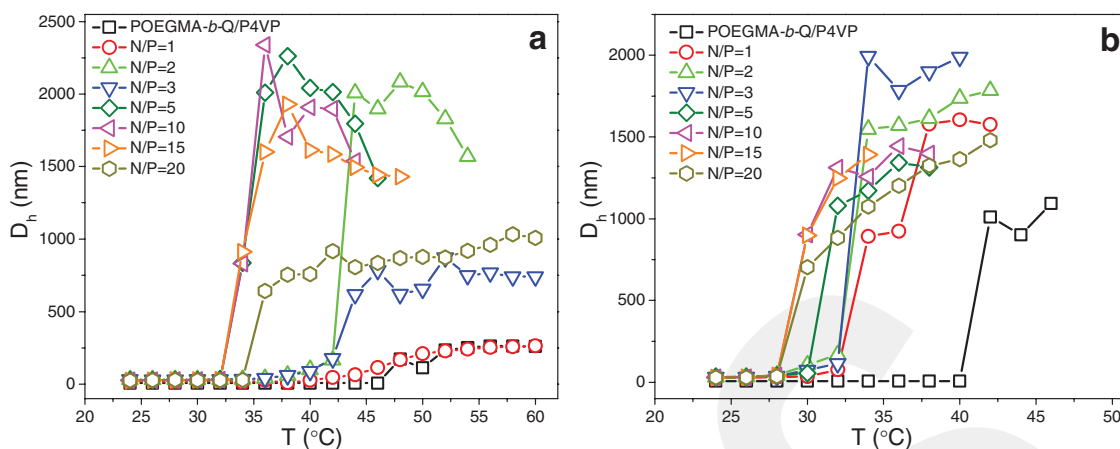 a
POEGMA-b-Q/P4VP
N/P=1
N/P=2
N/P=3
N/P=5
N/P=10
N/P=15
N/P=20
2500
2000
1500
1000
500
0
D_h (nm)
20 25 30 35 40 45 50 55 60
T (°C)
b
POEGMA-b-Q/P4VP
N/P=1
N/P=2
N/P=3
N/P=5
N/P=10
N/P=15
N/P=20
2000
1500
1000
500
0
D_h (nm)
20 25 30 35 40 45 50
T (°C)